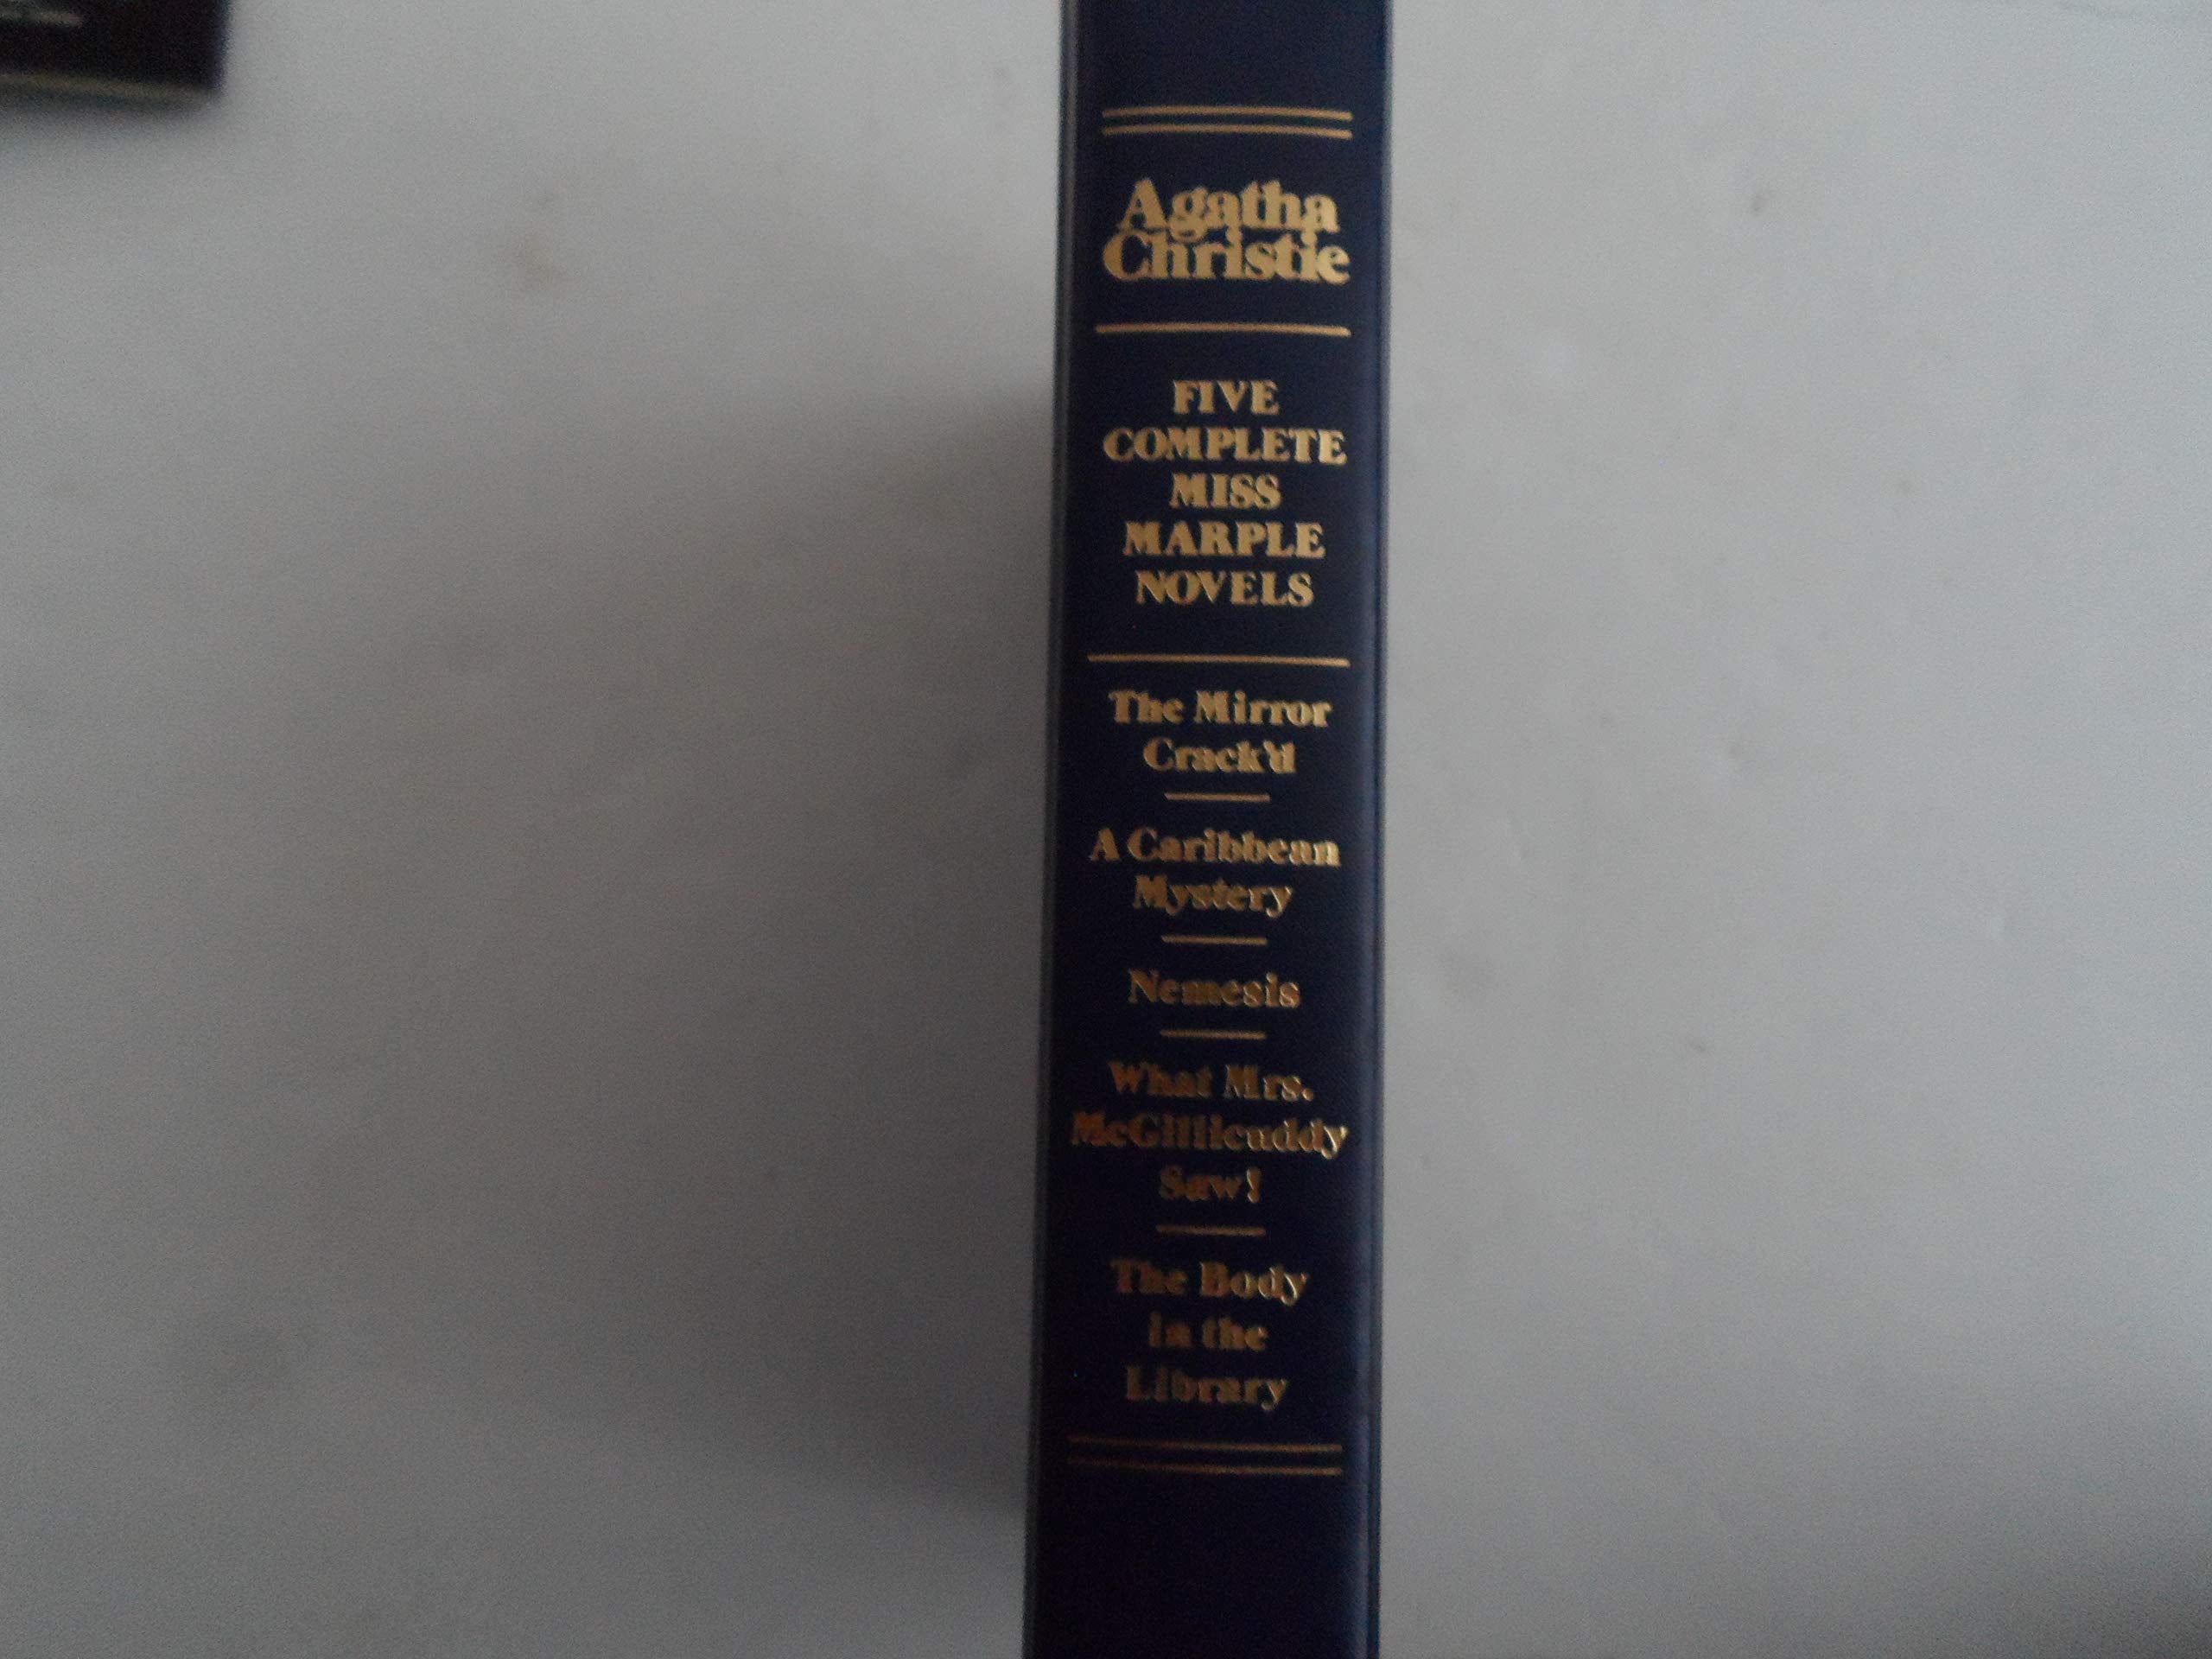 Agatha
Christie
FIVE
COMPLETE
MISS
MARPLE
NOVELS
The Mirror
Crack'd
A Caribbean
Mystery
Nemesis
What Mrs.
McGillicuddy
Saw!
The Body
in the
Library